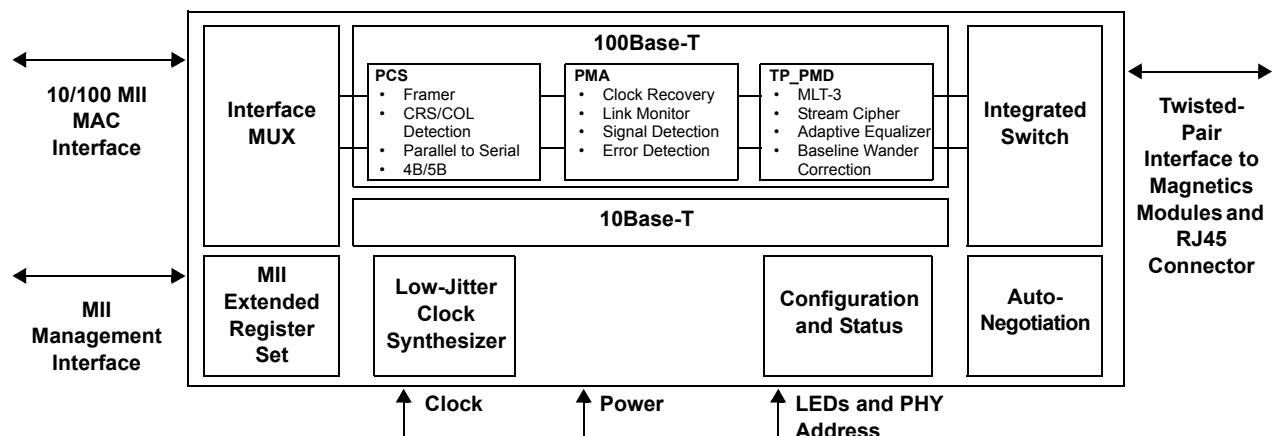 10/100 MII
MAC
Interface
MII
Management
Interface
Interface
MUX
100Base-T
PCS
• Framer
• CRS/COL
Detection
• Parallel to Serial
• 4B/5B
PMA
• Clock Recovery
• Link Monitor
• Signal Detection
• Error Detection
TP_PMD
• MLT-3
• Stream Cipher
• Adaptive Equalizer
• Baseline Wander
Correction
10Base-T
Integrated
Switch
MII
Extended
Register
Set
Low-Jitter
Clock
Synthesizer
Configuration
and Status
Auto-
Negotiation
Twisted-
Pair
Interface to
Magnetics
Modules and
RJ45
Connector
Clock
Power
LEDs and PHY
Address